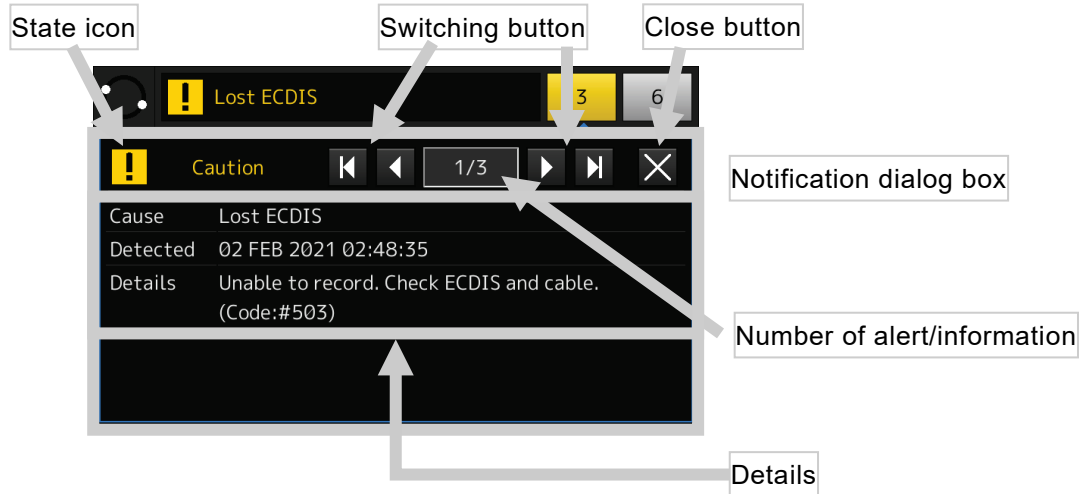 State icon
Switching button
Close button
Lost ECDIS
3
6
Caution
1/3
Notification dialog box
Cause Lost ECDIS
Detected 02 FEB 2021 02:48:35
Details Unable to record. Check ECDIS and cable.
(Code:#503)
Number of alert/information
Details